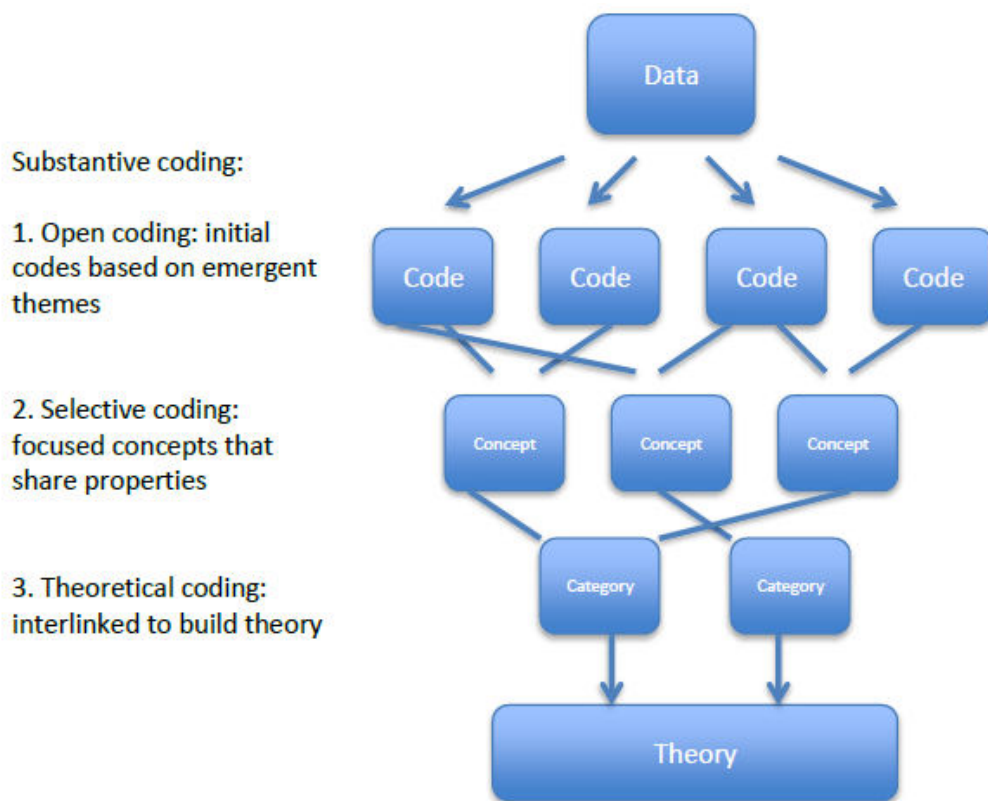 Data
Substantive coding:
1. Open coding: initial
codes based on emergent
themes
Code
Code
Code
Code
2. Selective coding:
focused concepts that
share properties
Concept
Concept
Concept
3. Theoretical coding:
interlinked to build theory
Category
Category
Theory